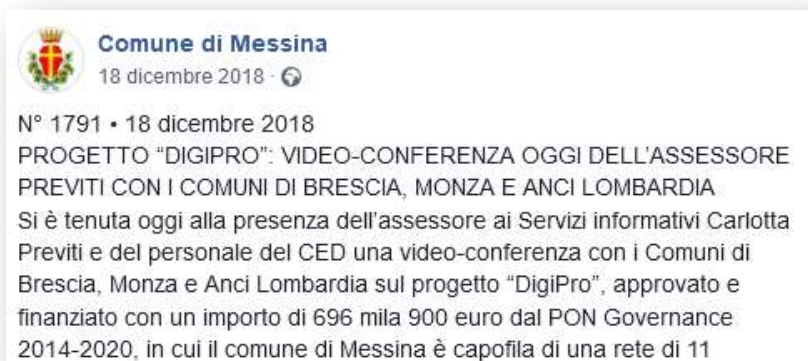 Comune di Messina
18 dicembre 2018 ·
N° 1791 • 18 dicembre 2018
PROGETTO “DIGIPRO”: VIDEO-CONFERENZA OGGI DELL’ASSESSORE
PREVITI CON I COMUNI DI BRESCIA, MONZA E ANCI LOMBARDIA
Si è tenuta oggi alla presenza dell’assessore ai Servizi informativi Carlotta
Previti e del personale del CED una video-conferenza con i Comuni di
Brescia, Monza e Anci Lombardia sul progetto “DigiPro”, approvato e
finanziato con un importo di 696 mila 900 euro dal PON Governance
2014-2020, in cui il comune di Messina è capofila di una rete di 11